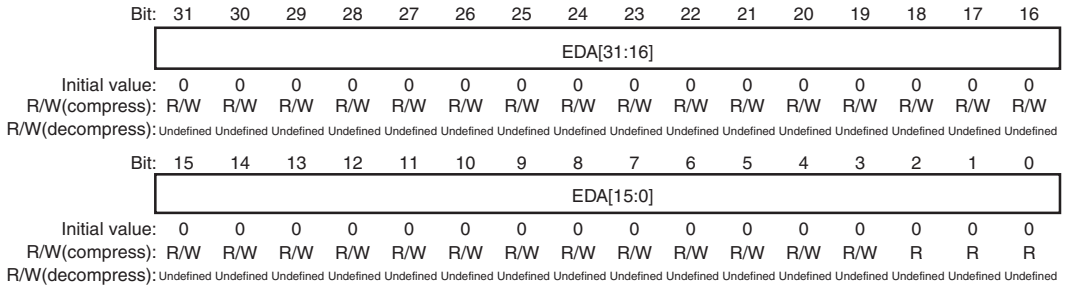 Bit: 31 30 29 28 27 26 25 24 23 22 21 20 19 18 17 16
EDA[31:16]
Initial value: 0 0 0 0 0 0 0 0 0 0 0 0 0 0 0 0
R/W(compress): R/W R/W R/W R/W R/W R/W R/W R/W R/W R/W R/W R/W R/W R/W R/W R/W
R/W(decompress): Undefined Undefined Undefined Undefined Undefined Undefined Undefined Undefined Undefined Undefined Undefined Undefined Undefined Undefined Undefined Undefined
Bit: 15 14 13 12 11 10 9 8 7 6 5 4 3 2 1 0
EDA[15:0]
Initial value: 0 0 0 0 0 0 0 0 0 0 0 0 0 0 0 0
R/W(compress): R/W R/W R/W R/W R/W R/W R/W R/W R/W R/W R/W R/W R/W R R R
R/W(decompress): Undefined Undefined Undefined Undefined Undefined Undefined Undefined Undefined Undefined Undefined Undefined Undefined Undefined Undefined Undefined Undefined